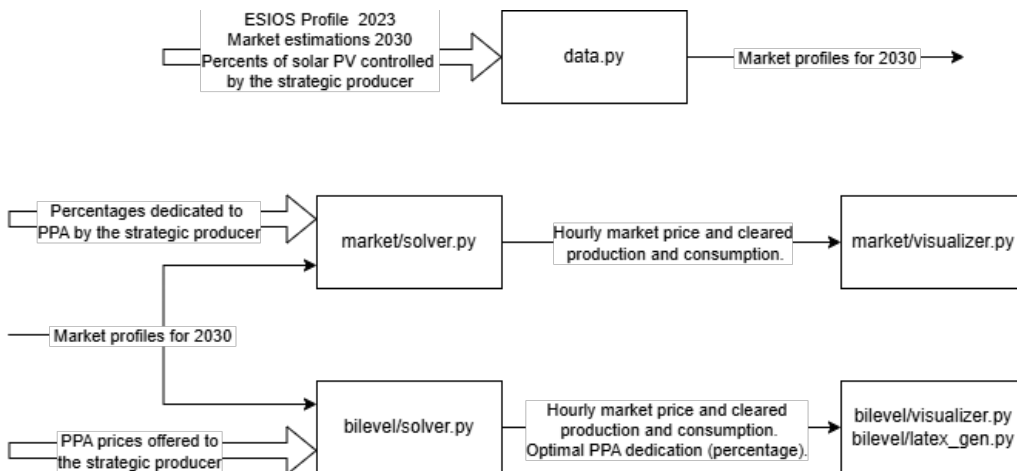 ESIOS Profile 2023
Market estimations 2030
Percents of solar PV controlled
by the strategic producer
data.py
Market profiles for 2030
Percentages dedicated to
PPA by the strategic producer
market/solver.py
Hourly market price and cleared
production and consumption.
market/visualizer.py
Market profiles for 2030
PPA prices offered to
the strategic producer
bilevel/solver.py
Hourly market price and cleared
production and consumption.
Optimal PPA dedication (percentage).
bilevel/visualizer.py
bilevel/latex_gen.py